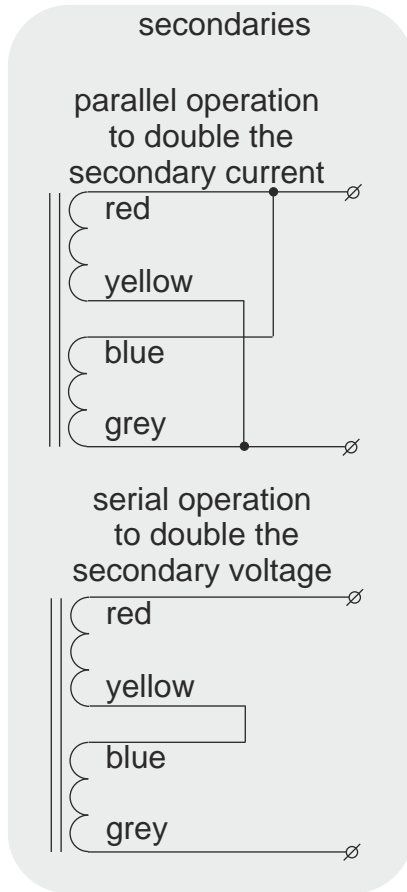 secondaries
parallel operation
to double the
secondary current
red
yellow
blue
grey
serial operation
to double the
secondary voltage
red
yellow
blue
grey